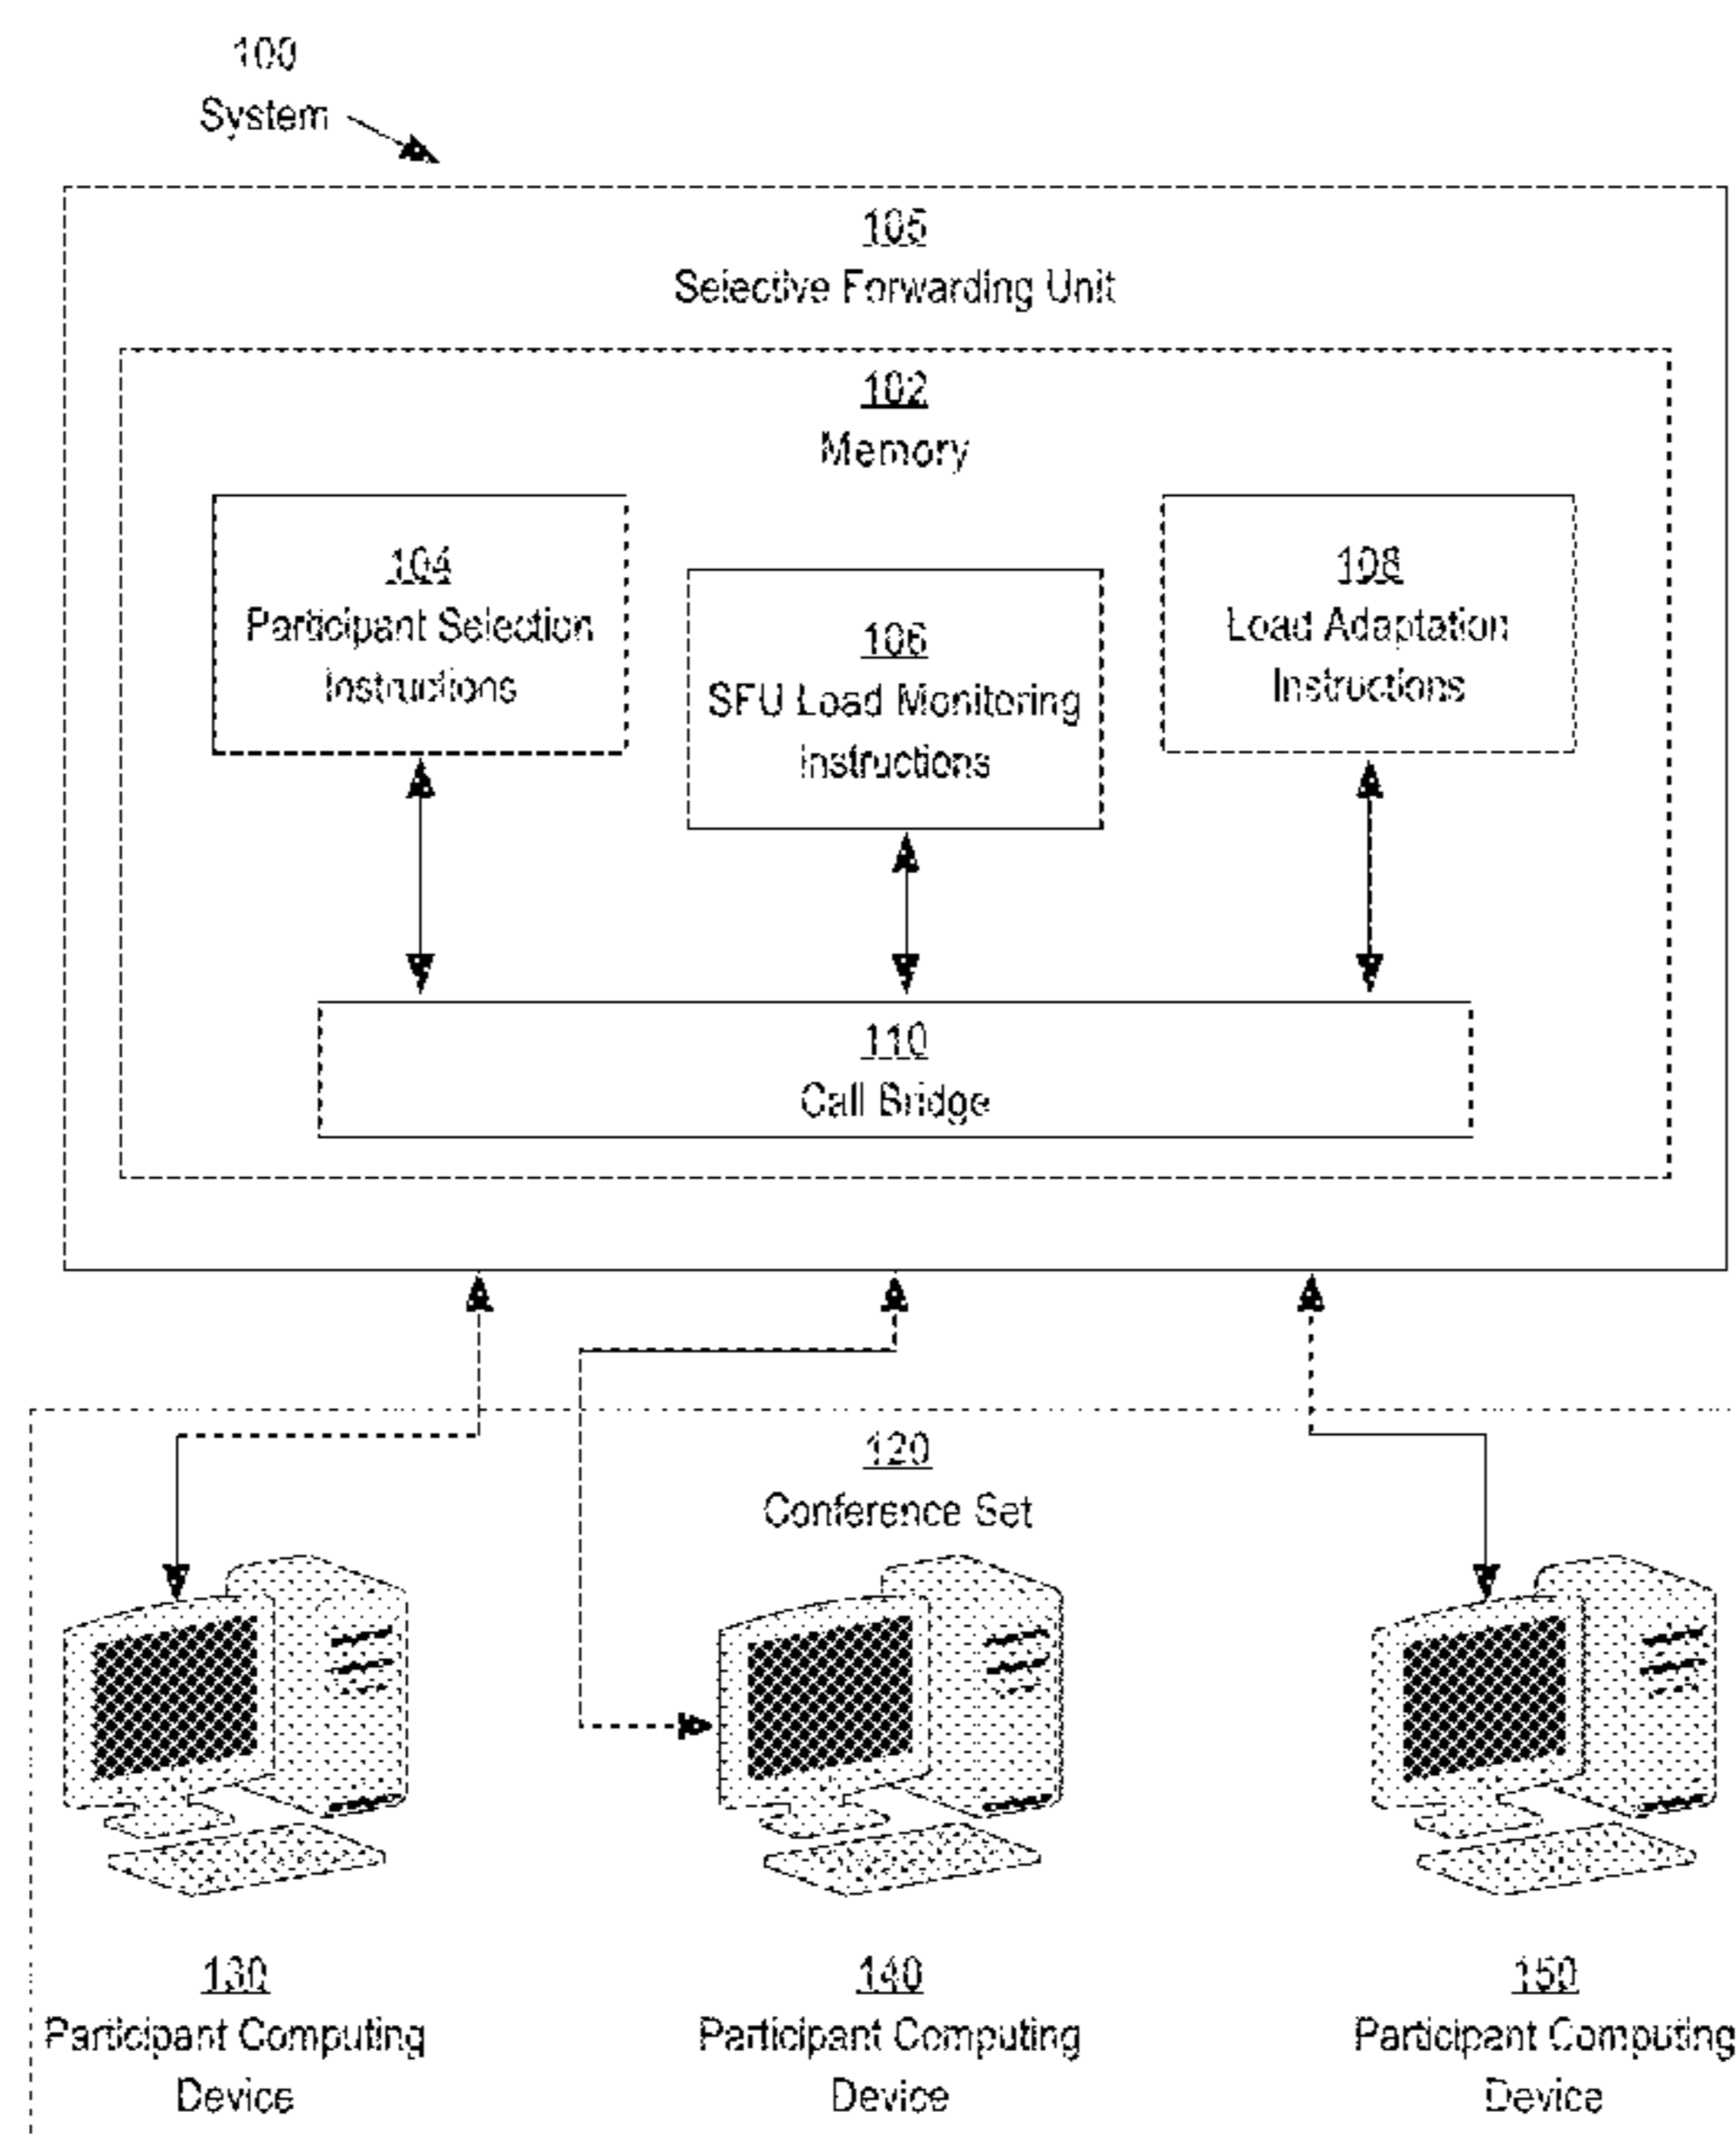 100
System
105
Selective Forwarding Unit
102
Memory
104
Participant Selection
Instructions
106
SFU Load Monitoring
Instructions
108
Load Adaptation
Instructions
110
Call Bridge
120
Conference Set
130
Participant Computing
Device
140
Participant Computing
Device
150
Participant Computing
Device